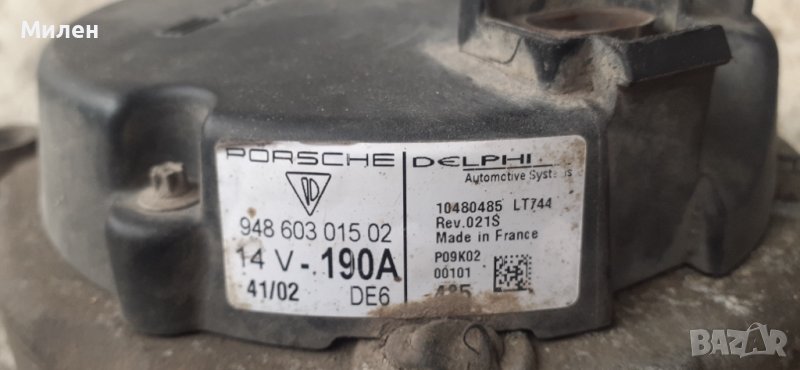 Милен
PORSCHE
948 603 015 02
14 V - 190A
41/02 DE6
DELPHI
Automotive Systems
10480485 LT744
Rev.021S
Made in France
P09K02
00101
485
BAZAR